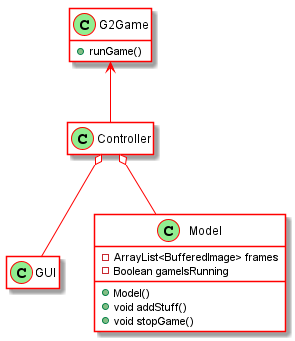 C G2Game
runGame()
C Controller
C GUI
C Model
ArrayList<BufferedImage> frames
Boolean gameIsRunning
Model()
void addStuff()
void stopGame()